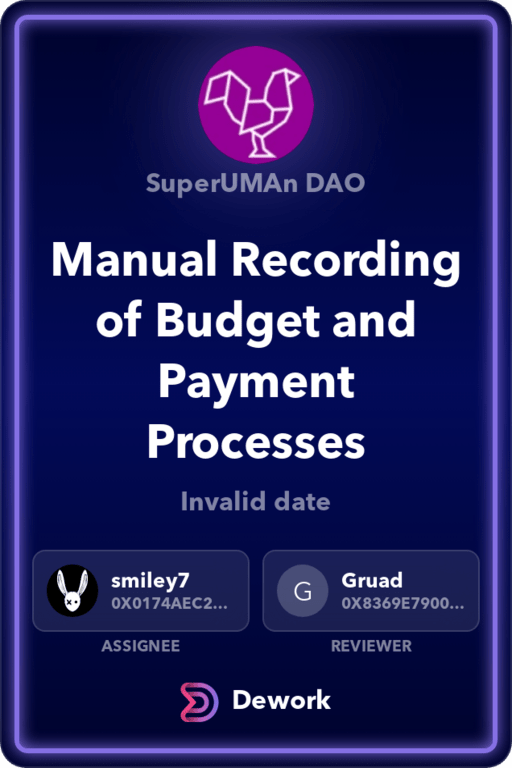 SuperUMAn DAO
Manual Recording
of Budget and
Payment
Processes
Invalid date
smiley7
0X0174AEC2...
ASSIGNEE
G
Gruad
0X8369E7900...
REVIEWER
Dework